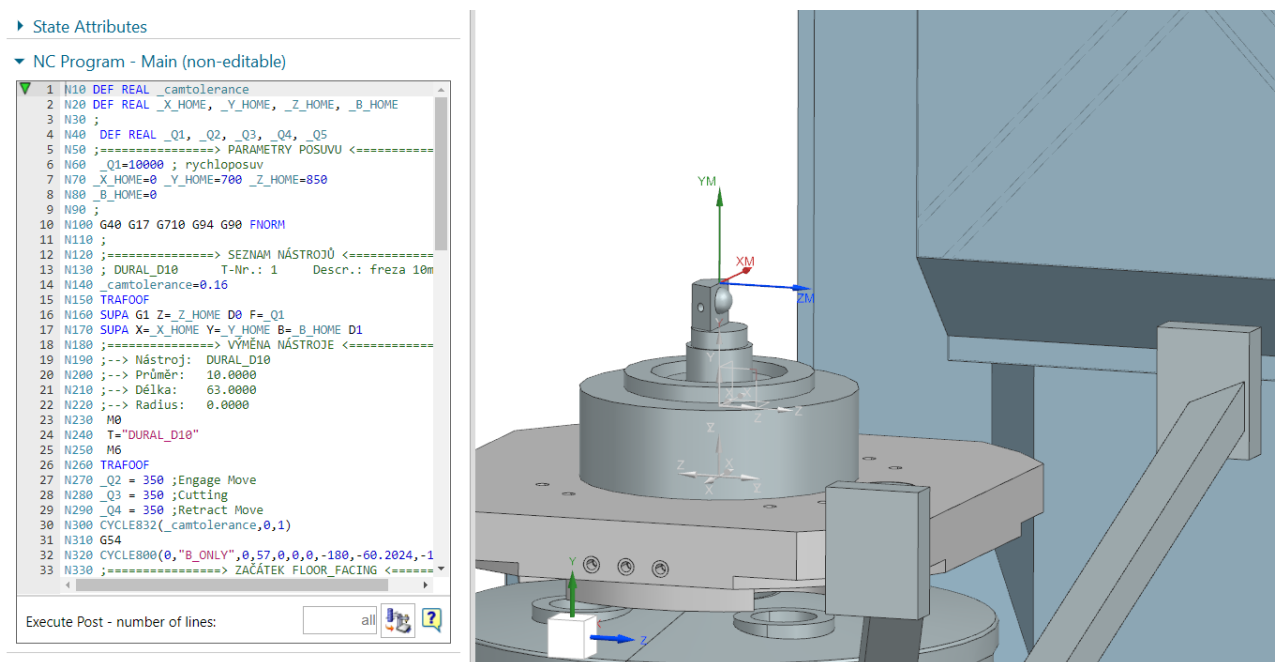 State Attributes
NC Program - Main (non-editable)
1 N10 DEF REAL _camtolerance
2 N20 DEF REAL _X_HOME, _Y_HOME, _Z_HOME, _B_HOME
3 N30 ;
4 N40 DEF REAL _Q1, _Q2, _Q3, _Q4, _Q5
5 N50 ;================> PARAMETRY POSUVU <===========
6 N60 _Q1=10000 ; rychloposuv
7 N70 _X_HOME=0 _Y_HOME=700 _Z_HOME=850
8 N80 _B_HOME=0
9 N90 ;
10 N100 G40 G17 G710 G94 G90 FNORM
11 N110 ;
12 N120 ;===============> SEZNAM NÁSTROJŮ <============
13 N130 ; DURAL_D10 T-Nr.: 1 Descr.: freza 10m
14 N140 _camtolerance=0.16
15 N150 TRAFOOF
16 N160 SUPA G1 Z=_Z_HOME D0 F=_Q1
17 N170 SUPA X=_X_HOME Y=_Y_HOME B=_B_HOME D1
18 N180 ;===============> VÝMĚNA NÁSTROJE <============
19 N190 ;--> Nástroj: DURAL_D10
20 N200 ;--> Průměr: 10.0000
21 N210 ;--> Délka: 63.0000
22 N220 ;--> Radius: 0.0000
23 N230 M0
24 N240 T="DURAL_D10"
25 N250 M6
26 N260 TRAFOOF
27 N270 _Q2 = 350 ;Engage Move
28 N280 _Q3 = 350 ;Cutting
29 N290 _Q4 = 350 ;Retract Move
30 N300 CYCLE832(_camtolerance,0,1)
31 N310 G54
32 N320 CYCLE800(0,"B_ONLY",0,57,0,0,0,-180,-60.2024,-1
33 N330 ;================> ZAČÁTEK FLOOR_FACING <======
Execute Post - number of lines: all
YM
XM
ZM
Y
Z
Z
Z
Z
X
Y
X
Y
Z